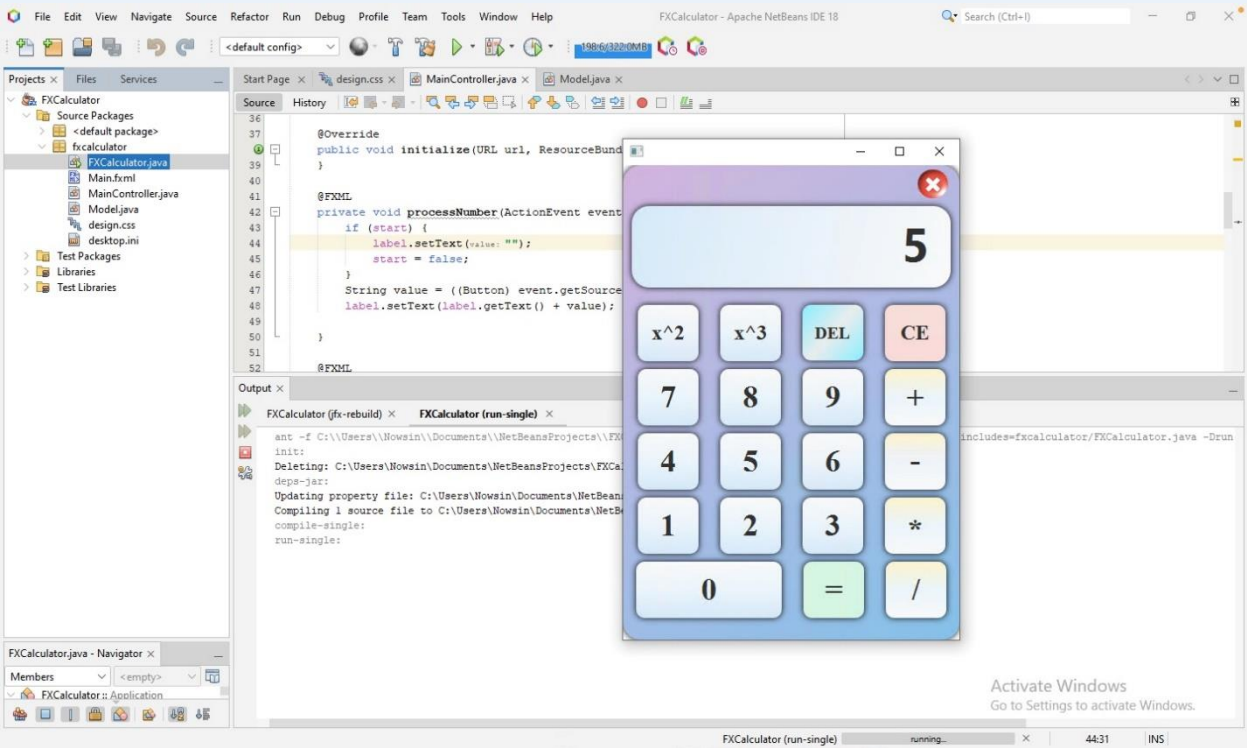 File Edit View Navigate Source Refactor Run Debug Profile Team Tools Window Help
FXCalculator - Apache NetBeans IDE 18
Search (Ctrl+I)
<default config>
198.6/322.0MB
Projects Files Services
Start Page design.css MainController.java Model.java
FXCalculator
Source Packages
<default package>
fxcalculator
FXCalculator.java
Main.fxml
MainController.java
Model.java
design.css
desktop.ini
Test Packages
Libraries
Test Libraries
Source History
36
37 @Override
public void initialize(URL url, ResourceBund
39 }
40
41 @FXML
42 private void processNumber(ActionEvent event
43 if (start) {
44 label.setText(value: "");
45 start = false;
46 }
47 String value = ((Button) event.getSource
48 label.setText(label.getText() + value);
49
50 }
51
52 @FXML
5
x^2 x^3 DEL CE
7 8 9 +
4 5 6 -
1 2 3 *
0 = /
Output
FXCalculator (jfx-rebuild) FXCalculator (run-single)
ant -f C:\\Users\\Nowsin\\Documents\\NetBeansProjects\\FX
includes=fxcalculator/FXCalculator.java -Drun
init:
Deleting: C:\Users\Nowsin\Documents\NetBeansProjects\FXCa
deps-jar:
Updating property file: C:\Users\Nowsin\Documents\NetBean
Compiling 1 source file to C:\Users\Nowsin\Documents\NetB
compile-single:
run-single:
FXCalculator.java - Navigator
Members <empty>
FXCalculator :: Application
Activate Windows
Go to Settings to activate Windows.
FXCalculator (run-single) running... 44:31 INS